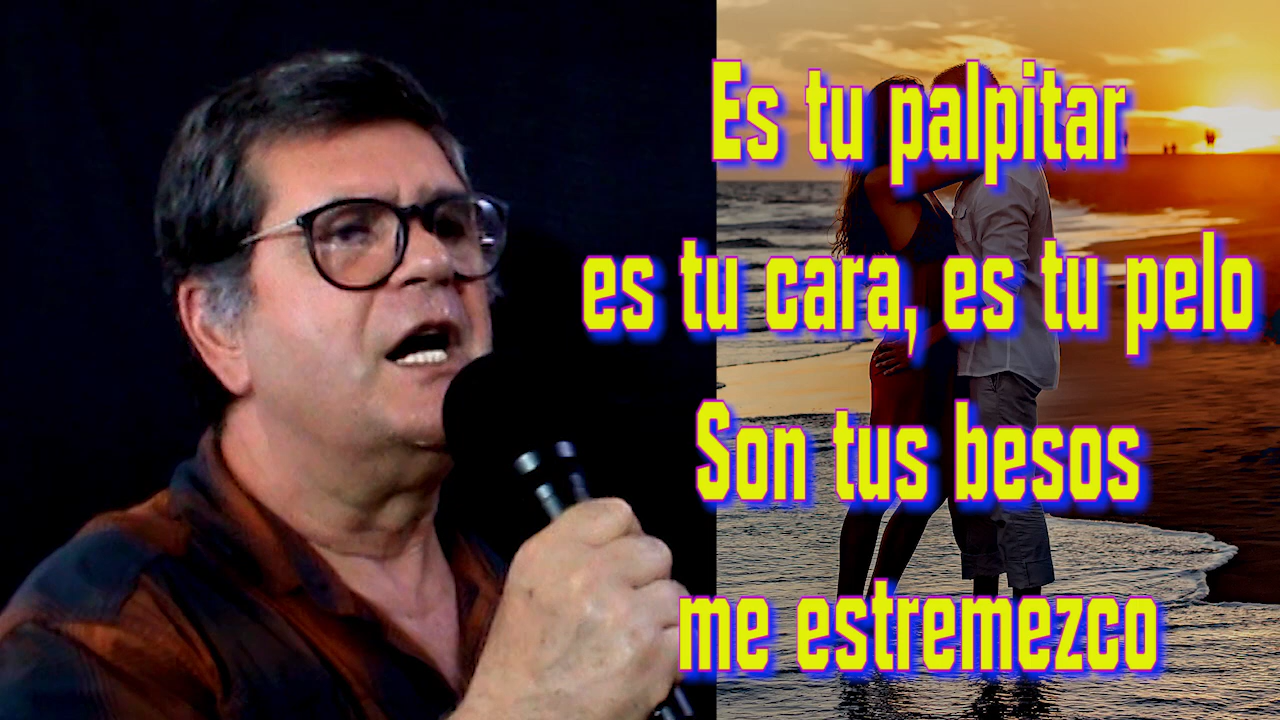 Es tu palpitar
es tu cara, es tu pelo
Son tus besos
me estremezco